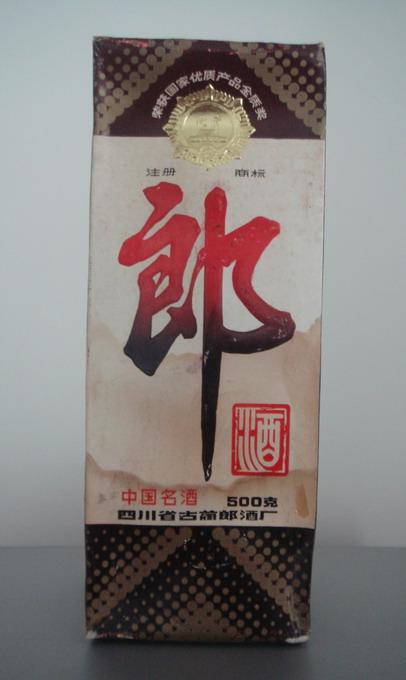 荣获国家优质产品金质奖
注册 商标
郎
酒
中国名酒 500克
四川省古蔺郎酒厂